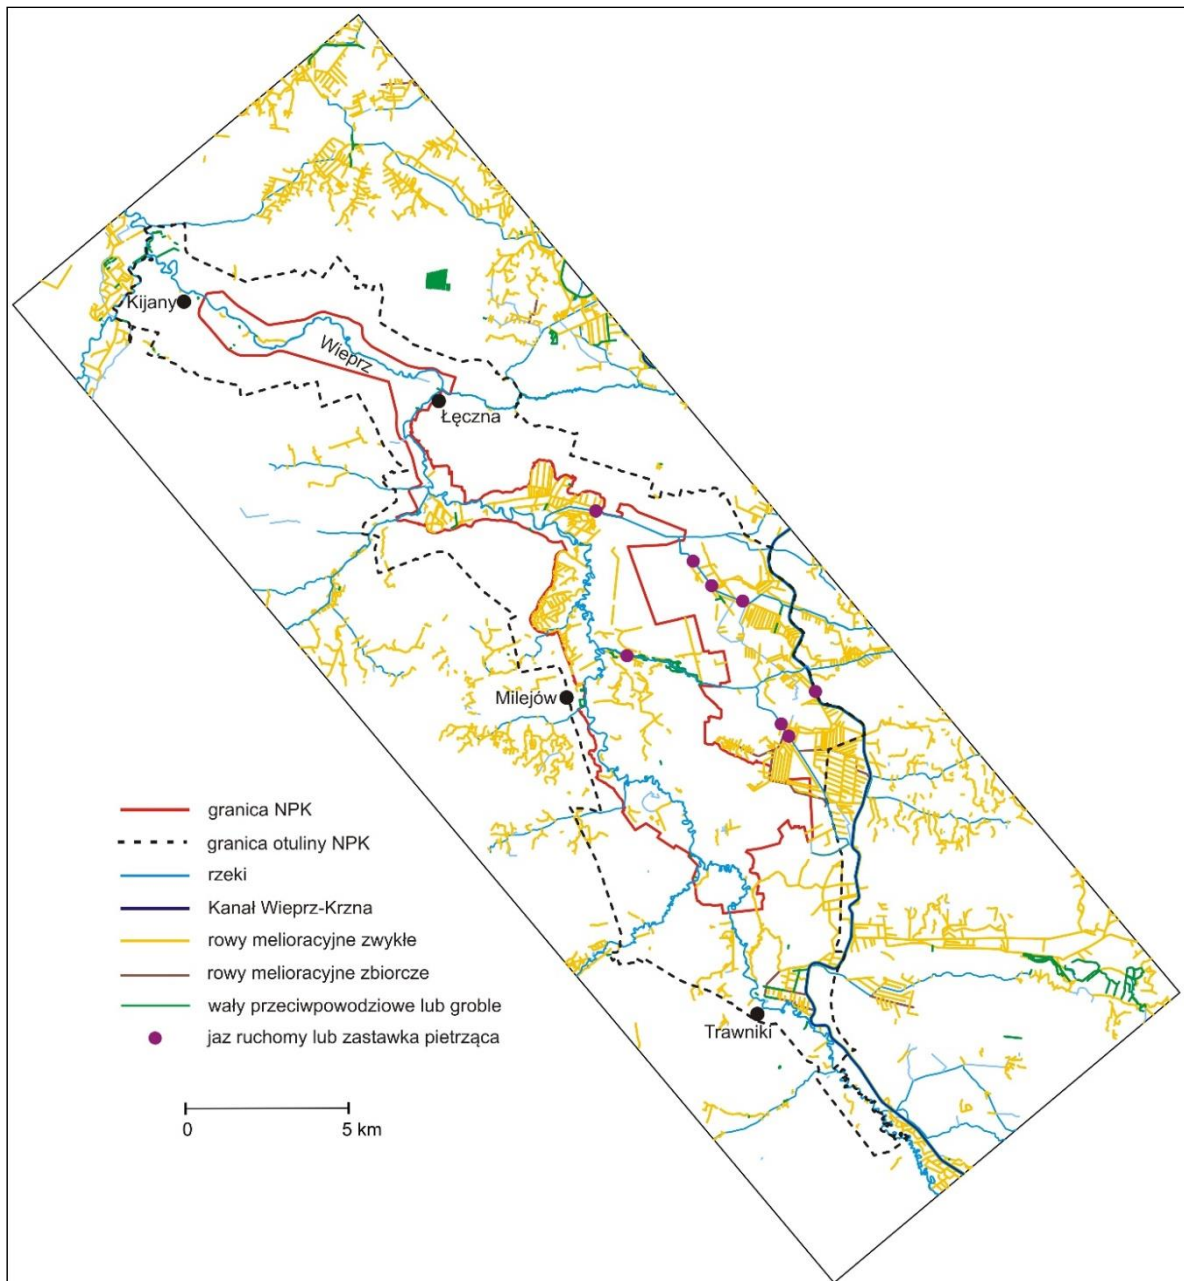 Kijany
Wieprz
Łęczna
Milejów
granica NPK
granica otuliny NPK
rzeki
Kanał Wieprz-Krzna
rowy melioracyjne zwykłe
rowy melioracyjne zbiorcze
wały przeciwpowodziowe lub groble
jaz ruchomy lub zastawka pietrząca
Trawniki
0 5 km